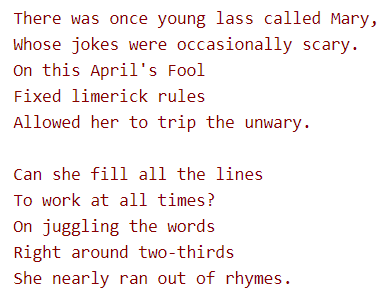 There was once young lass called Mary,
Whose jokes were occasionally scary.
On this April's Fool
Fixed limerick rules
Allowed her to trip the unwary.

Can she fill all the lines
To work at all times?
On juggling the words
Right around two-thirds
She nearly ran out of rhymes.